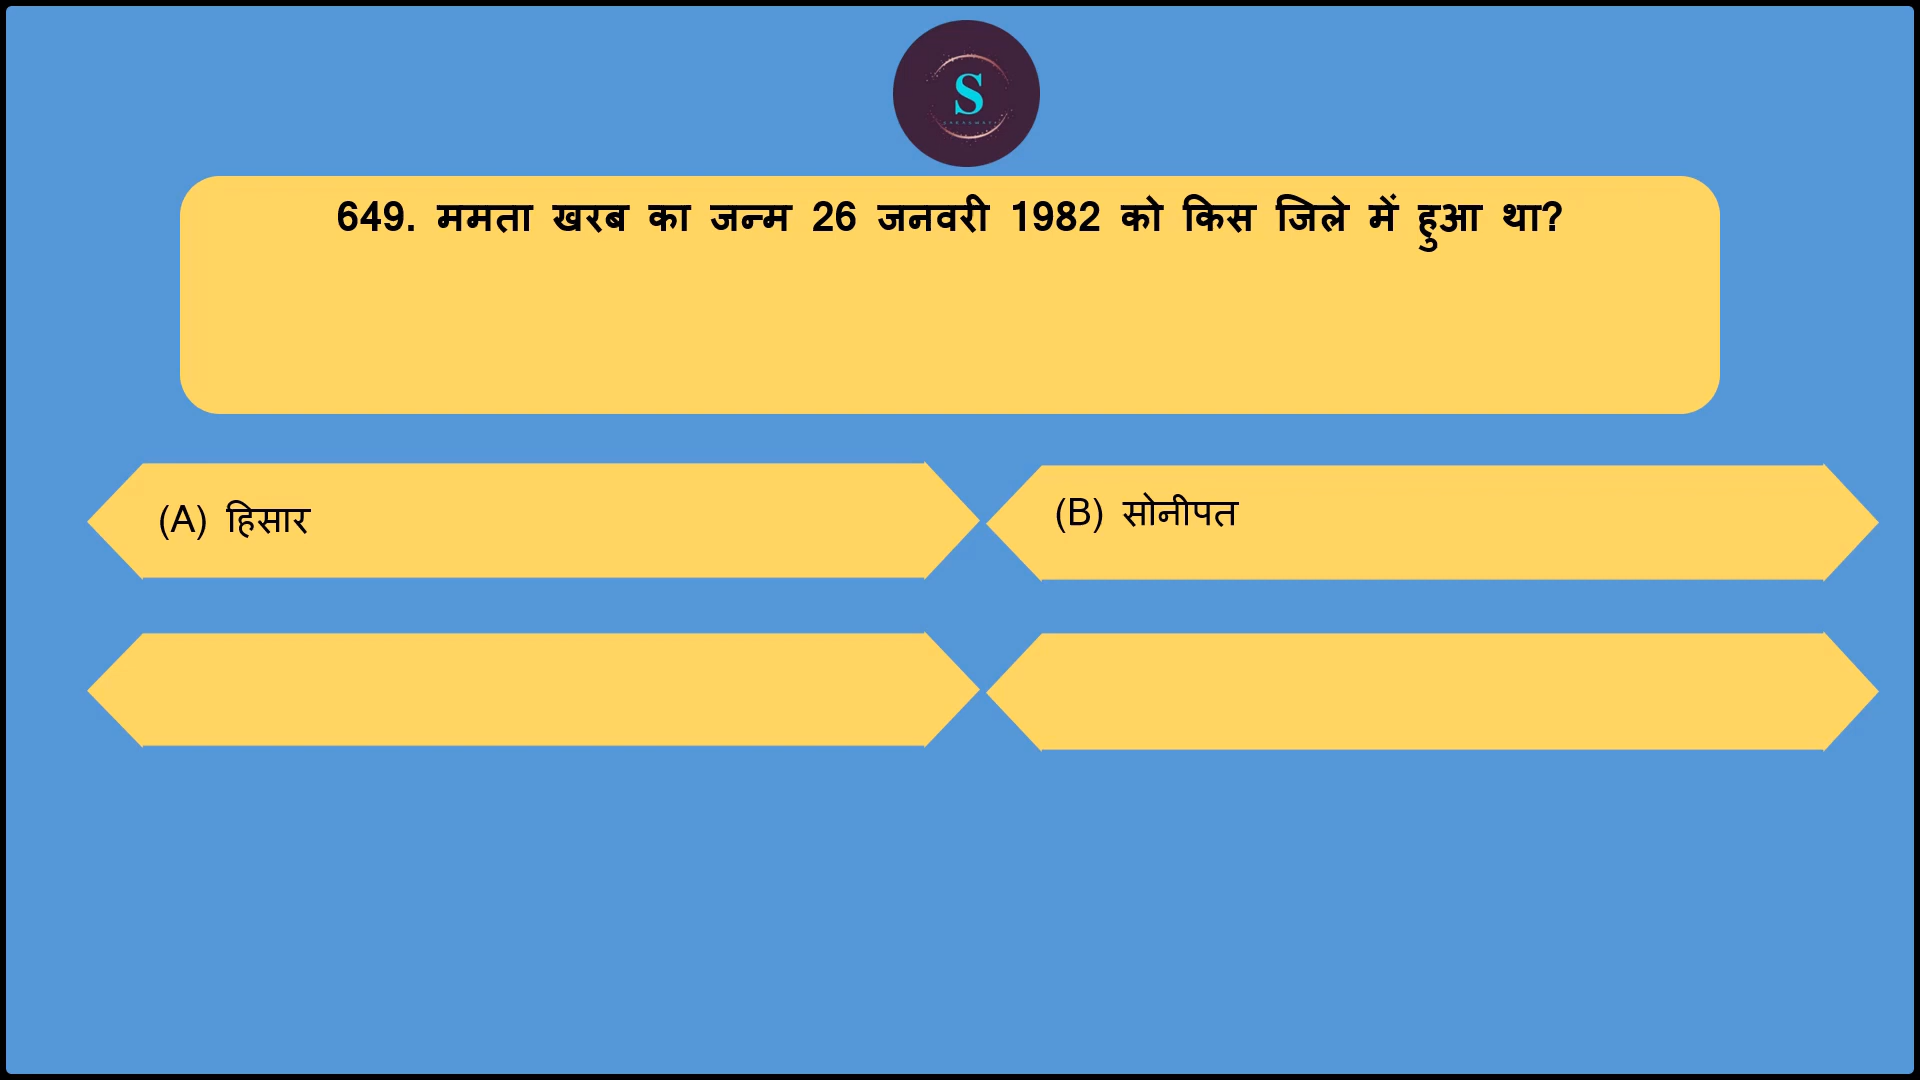 S
649. ममता खरब का जन्म 26 जनवरी 1982 को किस जिले में हुआ था?
(A) हिसार
(B) सोनीपत